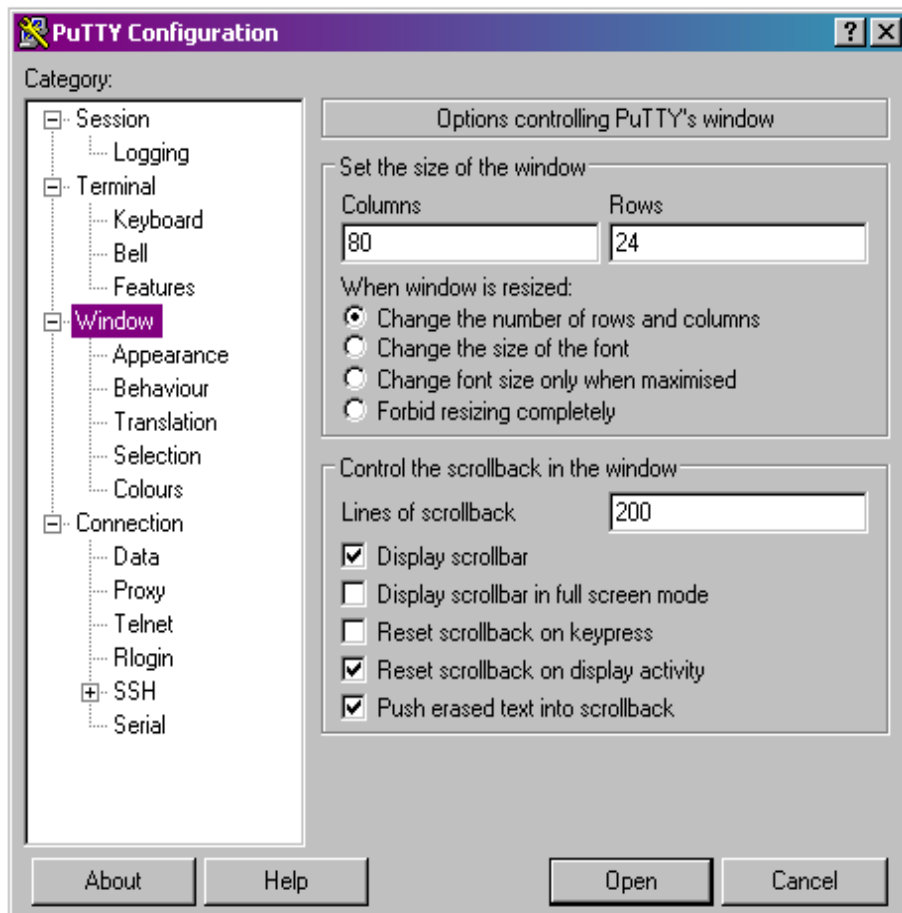 PuTTY Configuration
Category:
Session
Logging
Terminal
Keyboard
Bell
Features
Window
Appearance
Behaviour
Translation
Selection
Colours
Connection
Data
Proxy
Telnet
Rlogin
SSH
Serial
Options controlling PuTTY's window
Set the size of the window
Columns Rows
80 24
When window is resized:
Change the number of rows and columns
Change the size of the font
Change font size only when maximised
Forbid resizing completely
Control the scrollback in the window
Lines of scrollback 200
Display scrollbar
Display scrollbar in full screen mode
Reset scrollback on keypress
Reset scrollback on display activity
Push erased text into scrollback
About Help Open Cancel